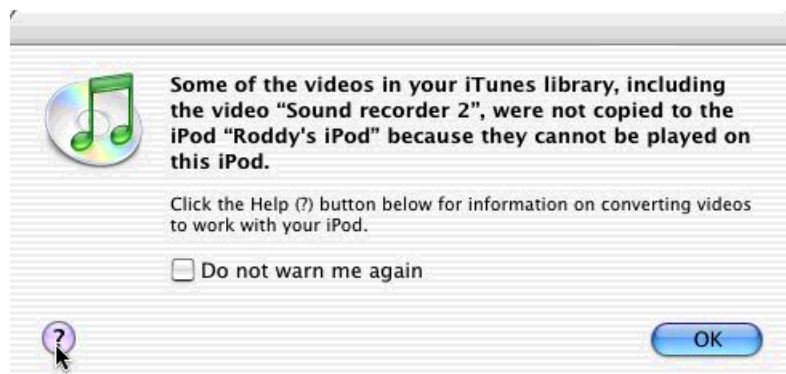 Some of the videos in your iTunes library, including
the video “Sound recorder 2”, were not copied to the
iPod “Roddy's iPod” because they cannot be played on
this iPod.
Click the Help (?) button below for information on converting videos
to work with your iPod.
Do not warn me again
?
OK